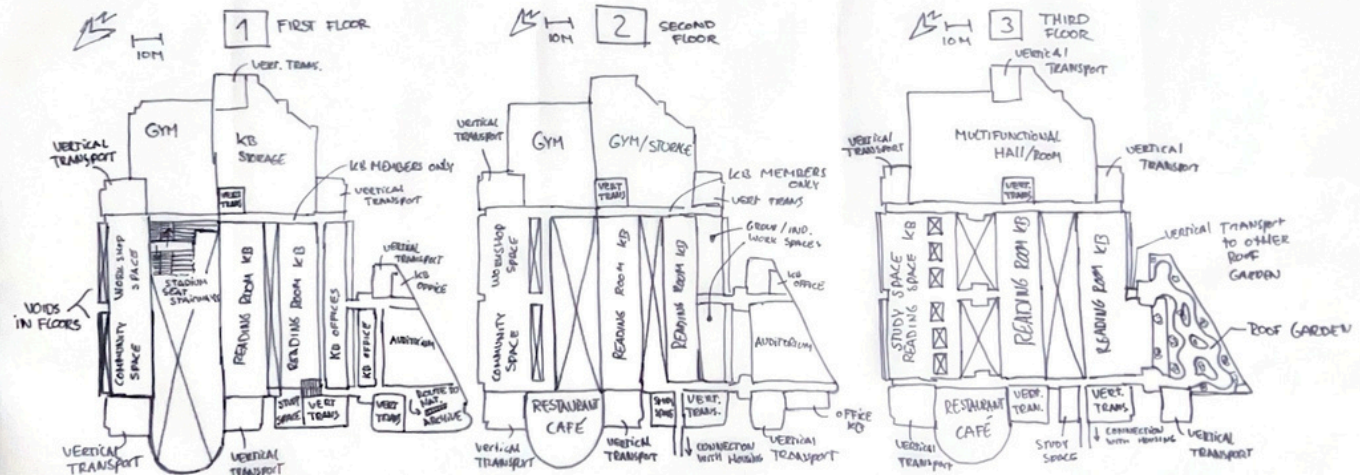 1 FIRST FLOOR
10M
VERT. TRANS.
GYM
KB
STORAGE
VERTICAL
TRANSPORT
KB MEMBERS ONLY
VERT
TRANS
VERTICAL
TRANSPORT
WORKSHOP
SPACE
STADIUM
SEAT
STAIRWAYS
READING ROOM KB
READING ROOM KB
KB OFFICES
VERTICAL
TRANSPORT
KB
OFFICE
VOIDS
IN FLOORS
COMMUNITY
SPACE
KB OFFICE
AUDITORIUM
STUDY
SPACE
VERT
TRANS
VERT
TRANS
ROUTE TO
NAT.
ARCHIVE
VERTICAL
TRANSPORT
VERTICAL
TRANSPORT
2 SECOND
FLOOR
10M
VERTICAL
TRANSPORT
GYM
GYM/STORAGE
VERT
TRANS
KB MEMBERS
ONLY
VERT TRANS
GROUP/IND.
WORK SPACES
WORKSHOP
SPACE
READING ROOM KB
READING ROOM KB
KB
OFFICE
COMMUNITY
SPACE
AUDITORIUM
RESTAURANT
CAFÉ
STUDY
SPACE
VERT.
TRANS.
OFFICE
KB
VERTICAL
TRANSPORT
VERTICAL
TRANSPORT
CONNECTION
WITH HOUSING
VERTICAL
TRANSPORT
3 THIRD
FLOOR
10M
VERTICAL
TRANSPORT
VERTICAL
TRANSPORT
MULTIFUNCTIONAL
HALL/ROOM
VERTICAL
TRANSPORT
VERT.
TRANS
STUDY SPACE
READING SPACE KB
READING ROOM KB
READING ROOM KB
VERTICAL TRANSPORT
TO OTHER
ROOF
GARDEN
ROOF GARDEN
RESTAURANT
CAFÉ
VERT.
TRAN.
VERT.
TRANS
VERTICAL
TRANSPORT
STUDY
SPACE
CONNECTION
WITH HOUSING
VERTICAL
TRANSPORT